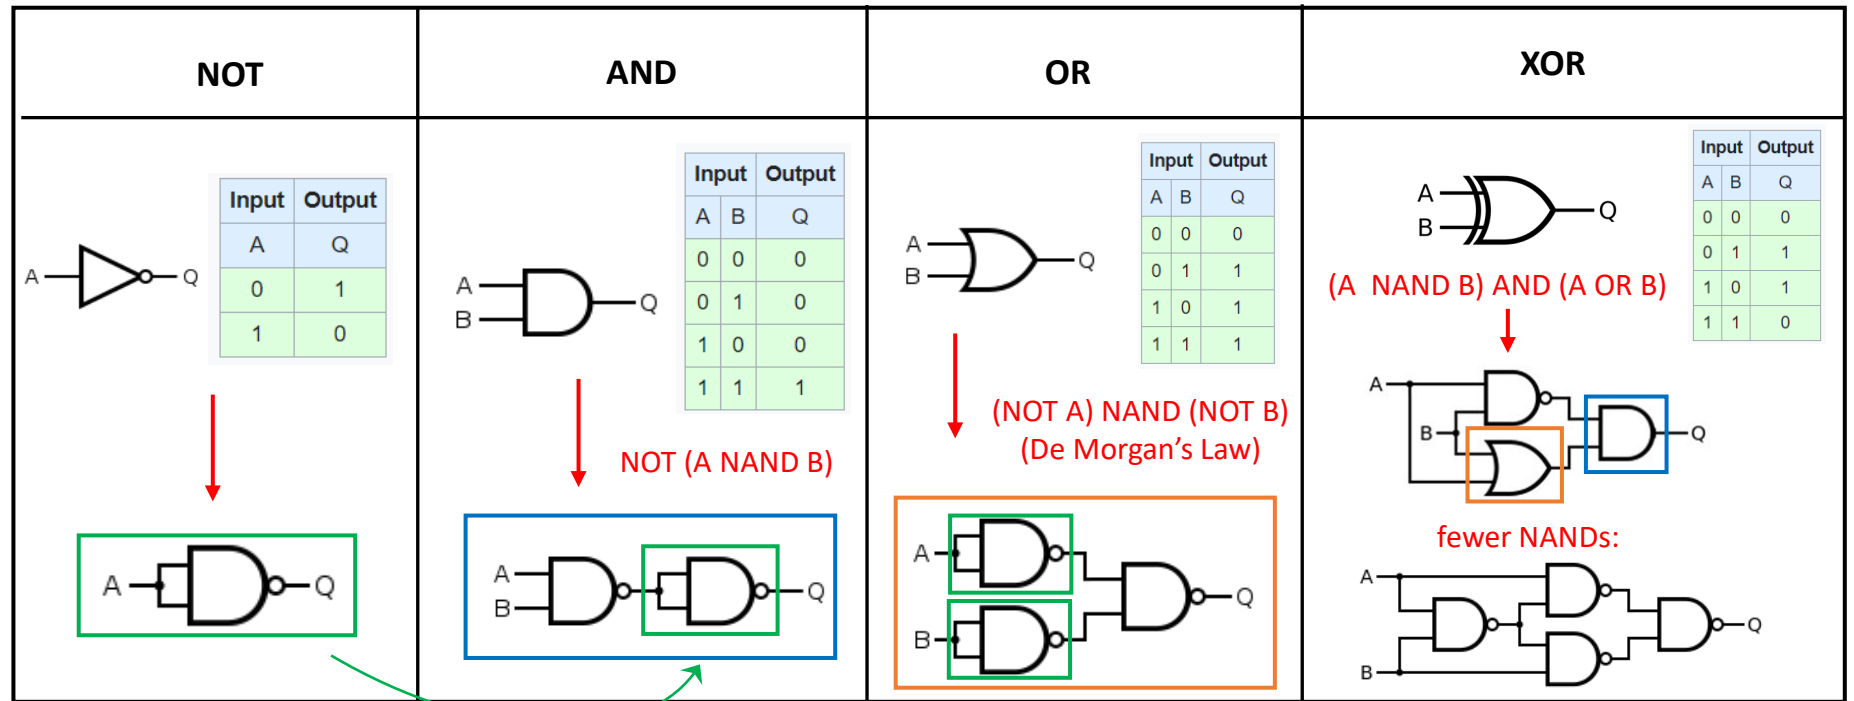 NOT
AND
OR
XOR
Input Output
A Q
0 1
1 0
A Q
A Q
Input Output
A B Q
0 0 0
0 1 0
1 0 0
1 1 1
A
B
Q
NOT (A NAND B)
A
B
Q
Input Output
A B Q
0 0 0
0 1 1
1 0 1
1 1 1
A
B
Q
(NOT A) NAND (NOT B)
(De Morgan’s Law)
A
B
Q
Input Output
A B Q
0 0 0
0 1 1
1 0 1
1 1 0
A
B
Q
(A NAND B) AND (A OR B)
A
B
Q
fewer NANDs:
A
B
Q